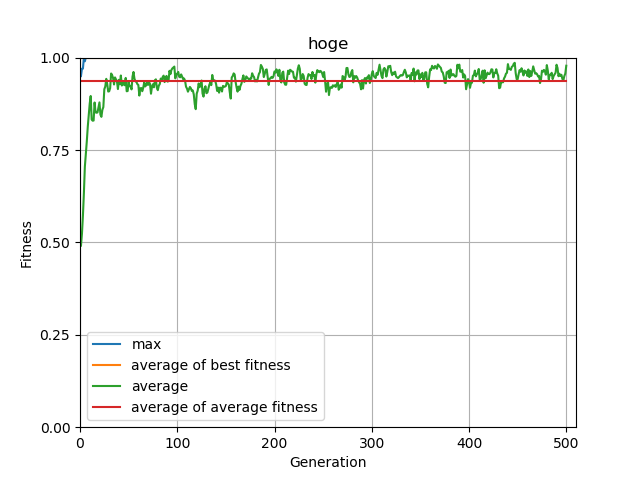 hoge
1.00
0.75
0.50
0.25
0.00
Fitness
max
average of best fitness
average
average of average fitness
0 100 200 300 400 500
Generation